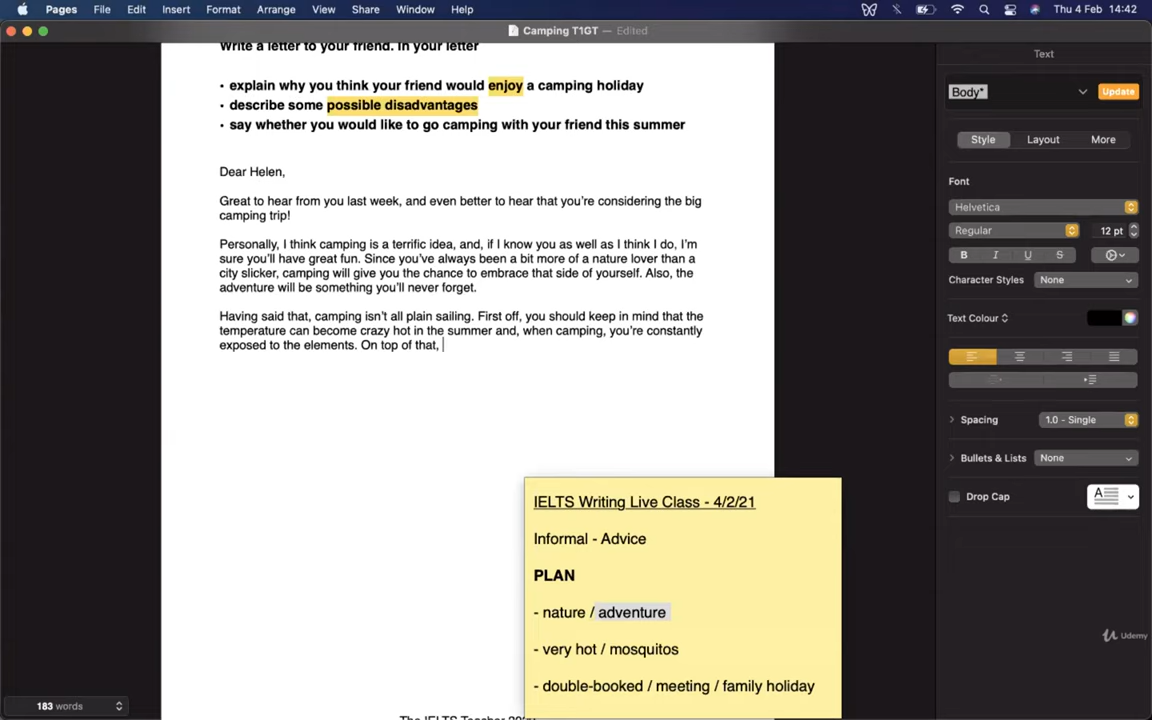 Pages File Edit Insert Format Arrange View Share Window Help Thu 4 Feb 14:42
Camping T1GT — Edited
Write a letter to your friend. In your letter
• explain why you think your friend would enjoy a camping holiday
• describe some possible disadvantages
• say whether you would like to go camping with your friend this summer
Dear Helen,
Great to hear from you last week, and even better to hear that you're considering the big
camping trip!
Personally, I think camping is a terrific idea, and, if I know you as well as I think I do, I'm
sure you'll have great fun. Since you've always been a bit more of a nature lover than a
city slicker, camping will give you the chance to embrace that side of yourself. Also, the
adventure will be something you'll never forget.
Having said that, camping isn't all plain sailing. First off, you should keep in mind that the
temperature can become crazy hot in the summer and, when camping, you're constantly
exposed to the elements. On top of that,
IELTS Writing Live Class - 4/2/21
Informal - Advice
PLAN
- nature / adventure
- very hot / mosquitos
- double-booked / meeting / family holiday
183 words
The IELTS Teacher
Text
Body*
Update
Style Layout More
Font
Helvetica
Regular 12 pt
B I U S
Character Styles None
Text Colour
Spacing 1.0 - Single
Bullets & Lists None
Drop Cap
A
Udemy